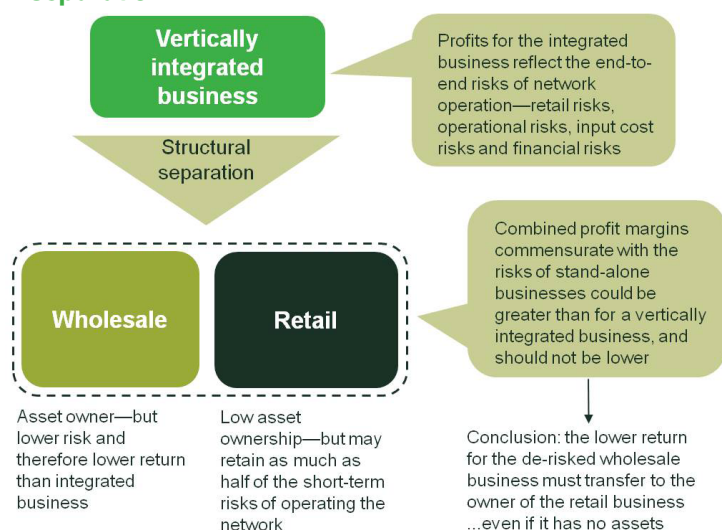 Vertically
integrated
business
Profits for the integrated
business reflect the end-to-
end risks of network
operation—retail risks,
operational risks, input cost
risks and financial risks
Structural
separation
Wholesale
Retail
Combined profit margins
commensurate with the
risks of stand-alone
businesses could be
greater than for a vertically
integrated business, and
should not be lower
Asset owner—but
lower risk and
therefore lower return
than integrated
business
Low asset
ownership—but may
retain as much as
half of the short-term
risks of operating the
network
Conclusion: the lower return
for the de-risked wholesale
business must transfer to the
owner of the retail business
...even if it has no assets